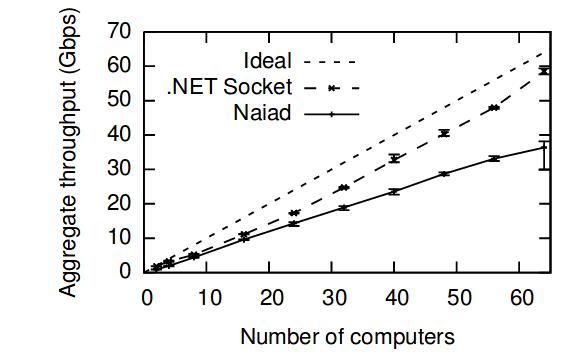 Aggregate throughput (Gbps)
70
60
50
40
30
20
10
0
Ideal
.NET Socket
Naiad
0 10 20 30 40 50 60
Number of computers